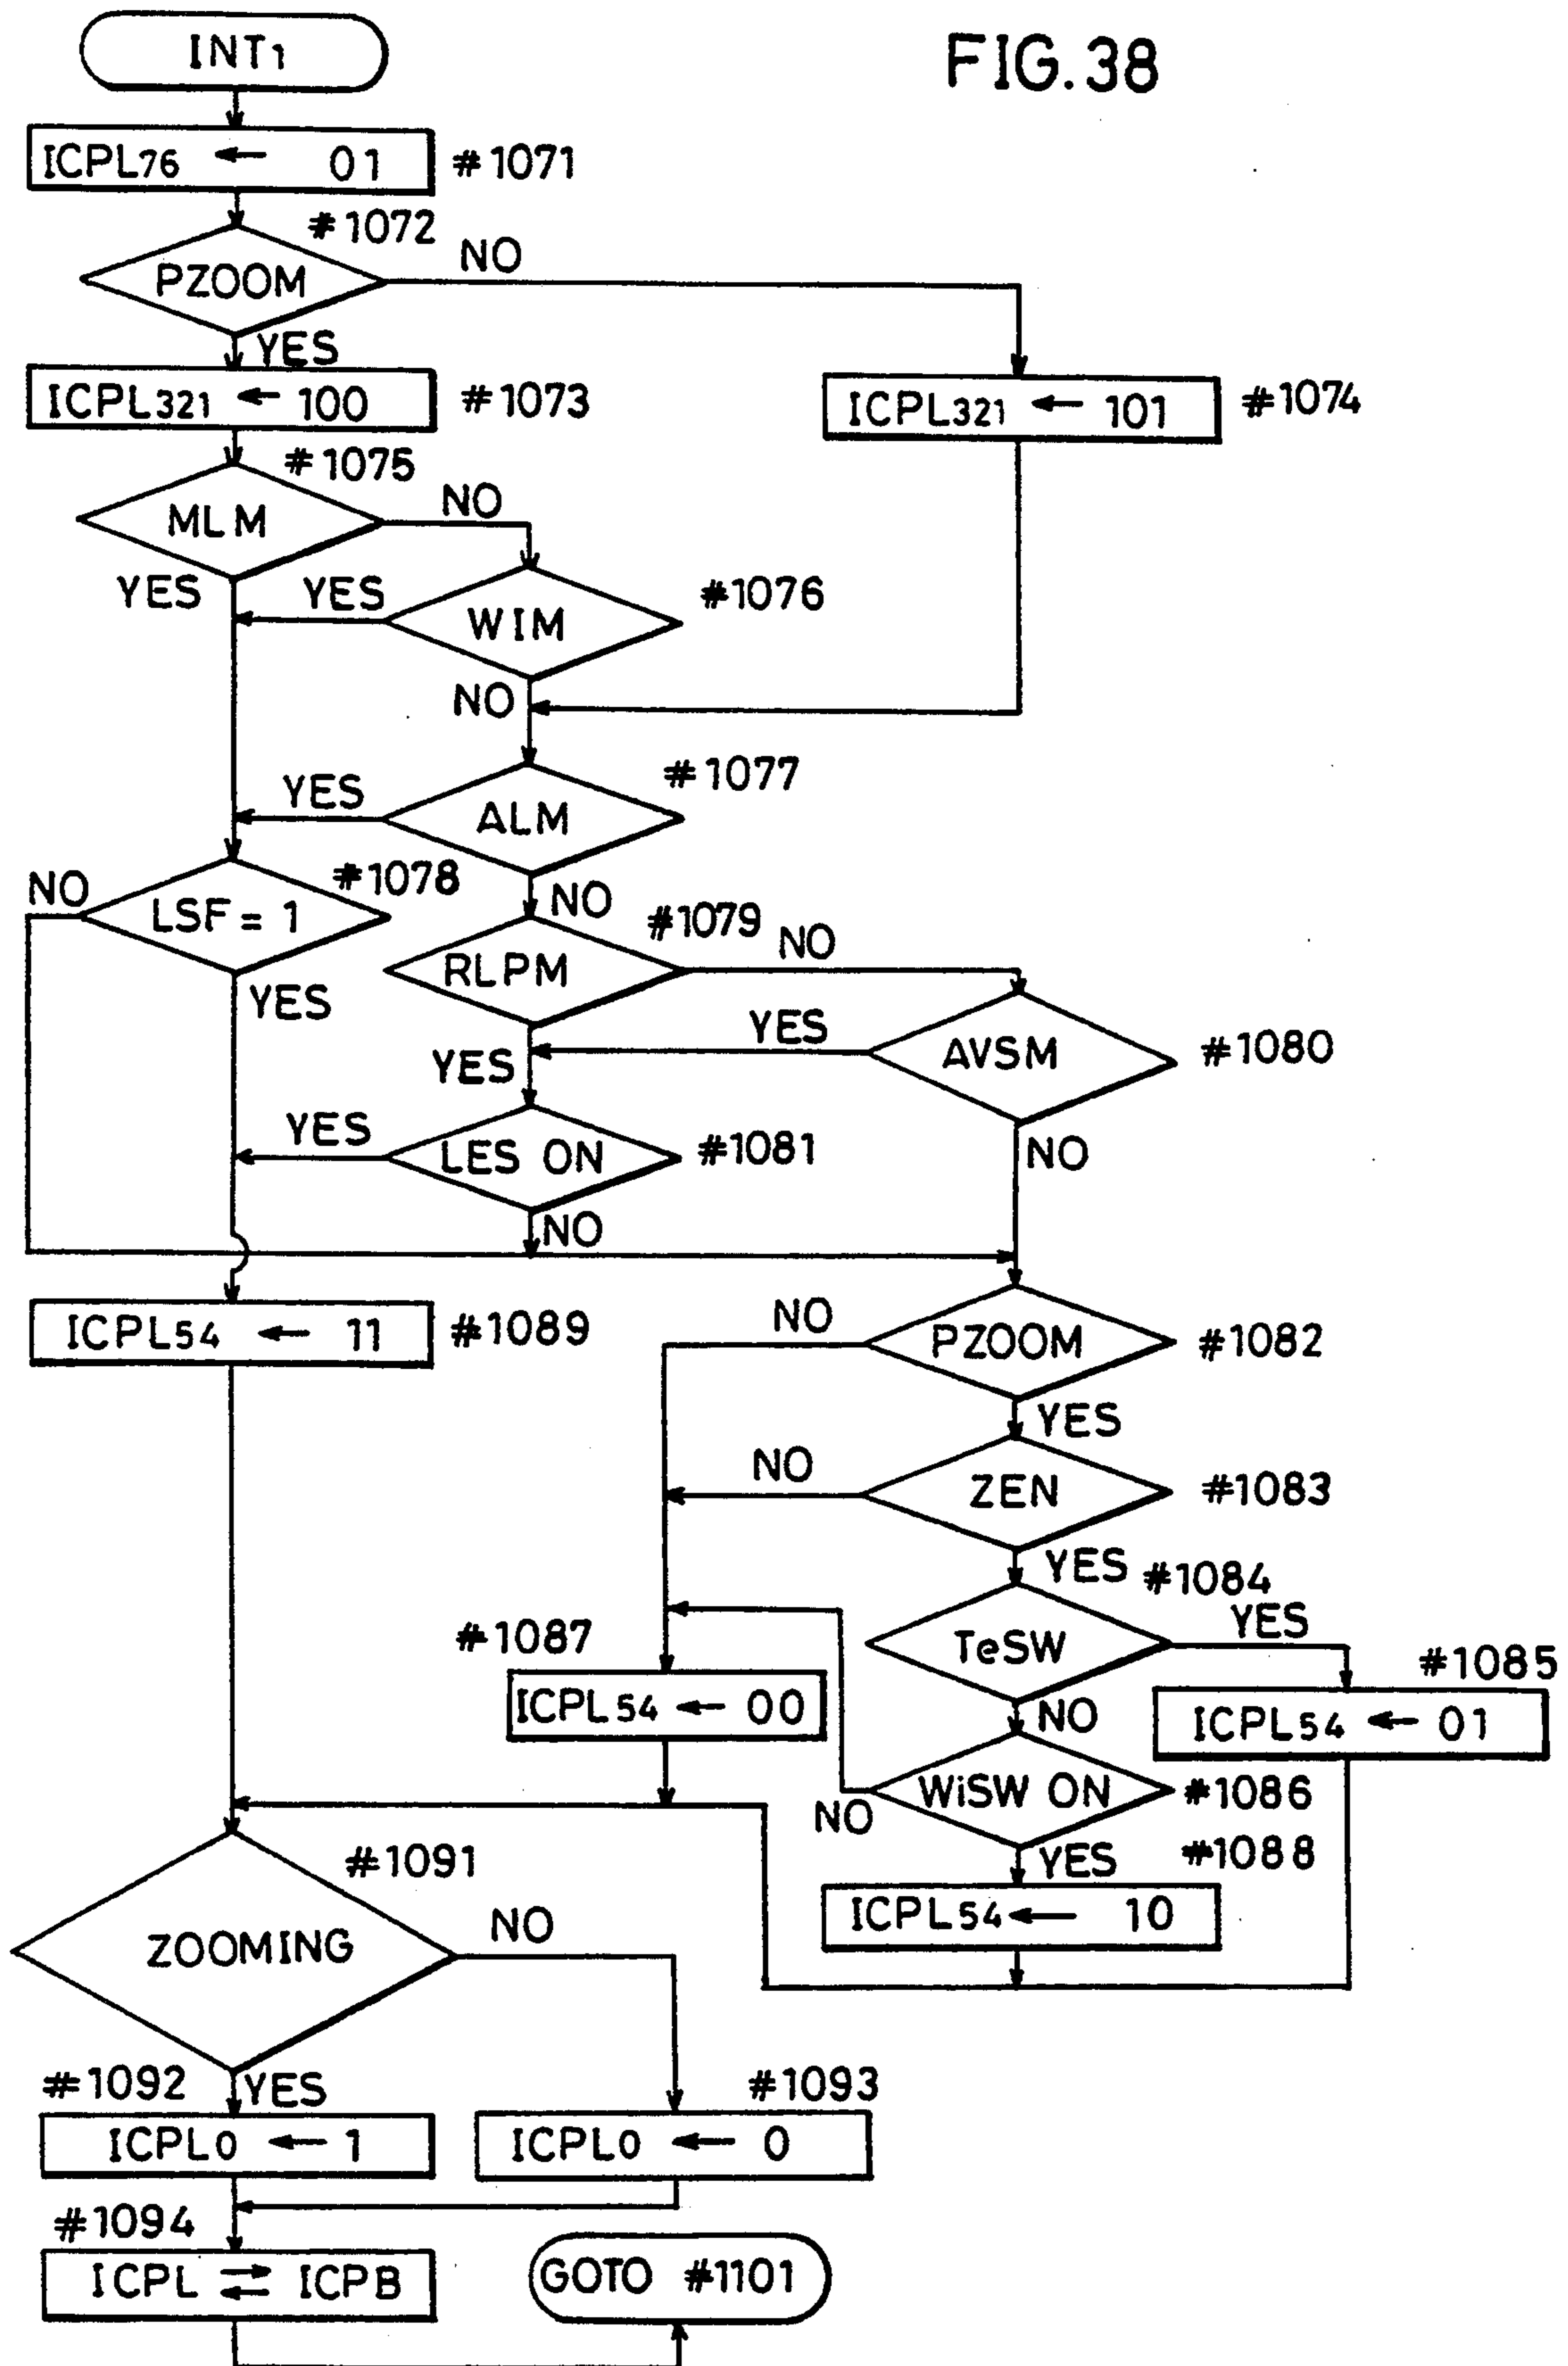 FIG. 38
INT1
ICPL76 ← 01 #1071
#1072
PZOOM
NO
YES
ICPL321 ← 100 #1073
ICPL321 ← 101 #1074
#1075
MLM
NO
YES
YES
WIM
#1076
NO
#1077
YES
ALM
NO
#1078
LSF = 1
NO
YES
#1079
RLPM
NO
YES
YES
AVSM
#1080
NO
YES
LES ON
#1081
NO
ICPL54 ← 11 #1089
NO
PZOOM
#1082
YES
NO
ZEN
#1083
YES
#1084
TeSW
YES
NO
#1085
ICPL54 ← 01
#1087
ICPL54 ← 00
WiSW ON
#1086
NO
YES
#1088
ICPL54 ← 10
#1091
ZOOMING
NO
YES
#1092
ICPL0 ← 1
#1093
ICPL0 ← 0
#1094
ICPL ⇄ ICPB
GOTO #1101